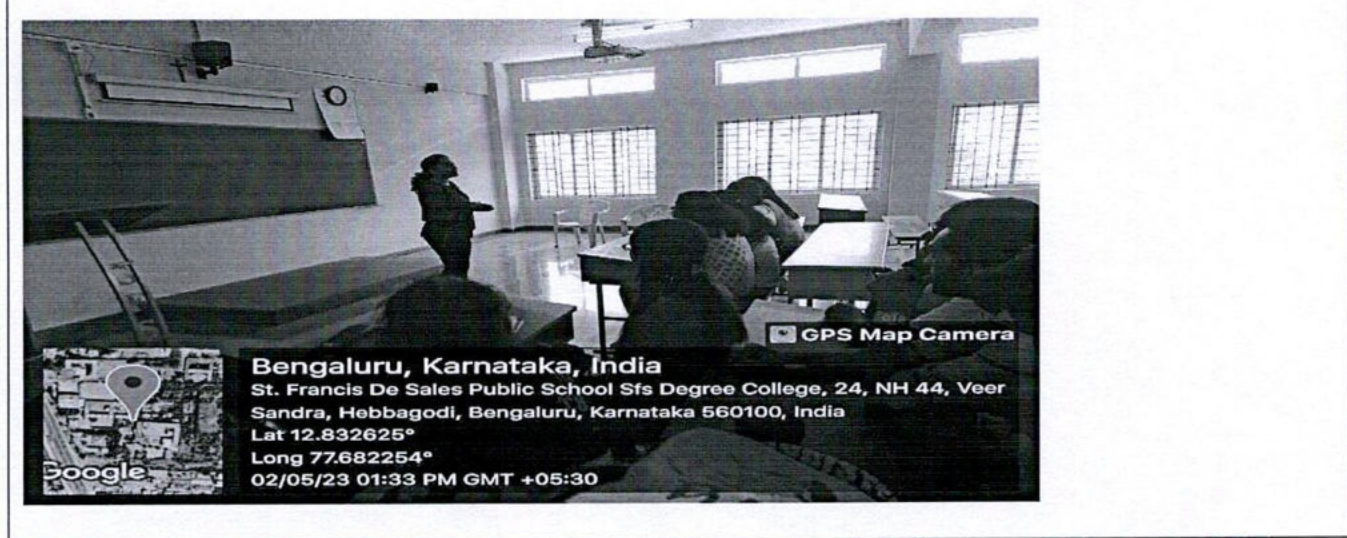 GPS Map Camera
Bengaluru, Karnataka, India
St. Francis De Sales Public School Sfs Degree College, 24, NH 44, Veer
Sandra, Hebbagodi, Bengaluru, Karnataka 560100, India
Lat 12.832625°
Long 77.682254°
02/05/23 01:33 PM GMT +05:30
Google